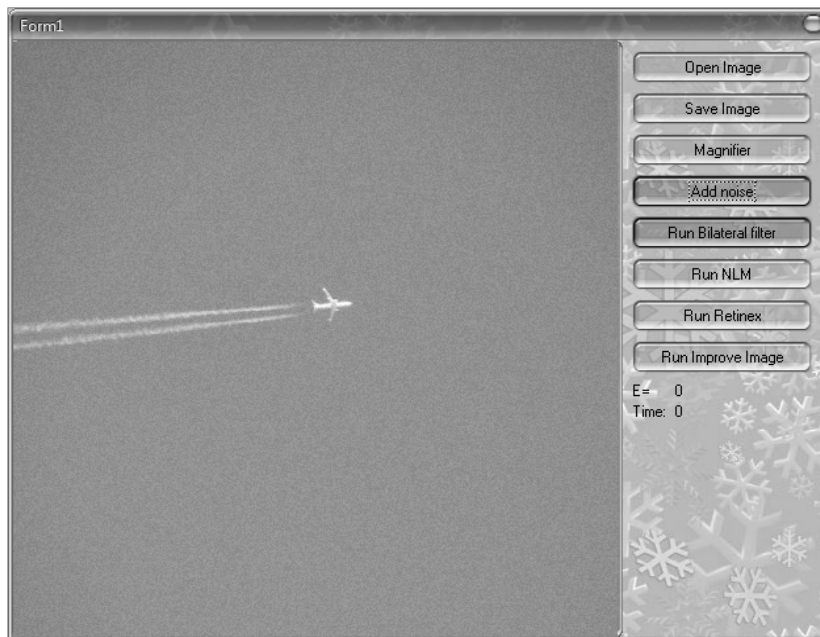 Form1
Open Image
Save Image
Magnifier
Add noise
Run Bilateral filter
Run NLM
Run Retinex
Run Improve Image
E= 0
Time: 0